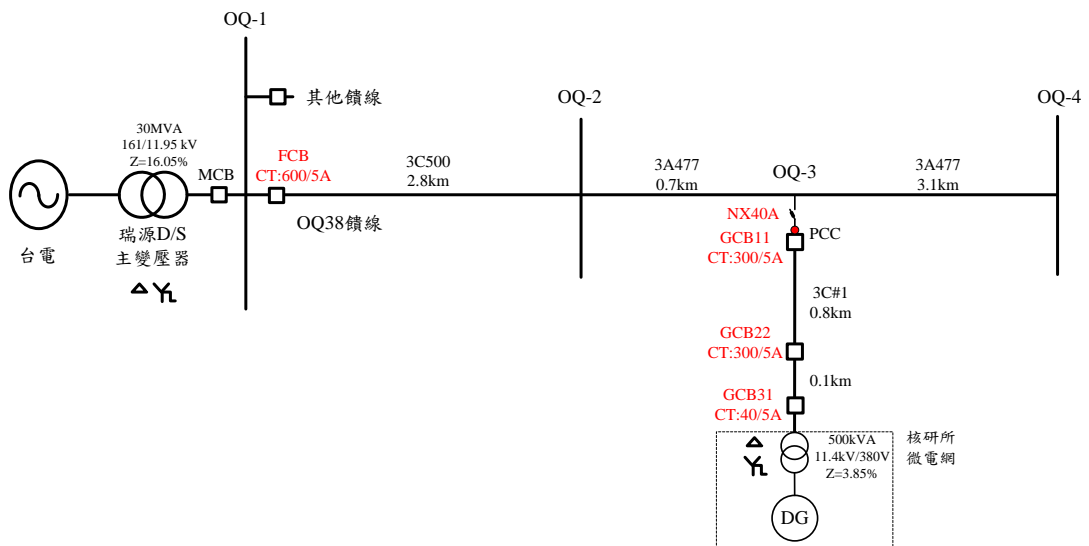 OQ-1
其他饋線
OQ-2
OQ-4
30MVA
161/11.95 kV
Z=16.05%
MCB
FCB
CT:600/5A
3C500
2.8km
3A477
0.7km
OQ-3
3A477
3.1km
台電
瑞源D/S
主變壓器
OQ38饋線
NX40A
GCB11
CT:300/5A
PCC
3C#1
0.8km
GCB22
CT:300/5A
0.1km
GCB31
CT:40/5A
500kVA
11.4kV/380V
Z=3.85%
核研所
微電網
DG